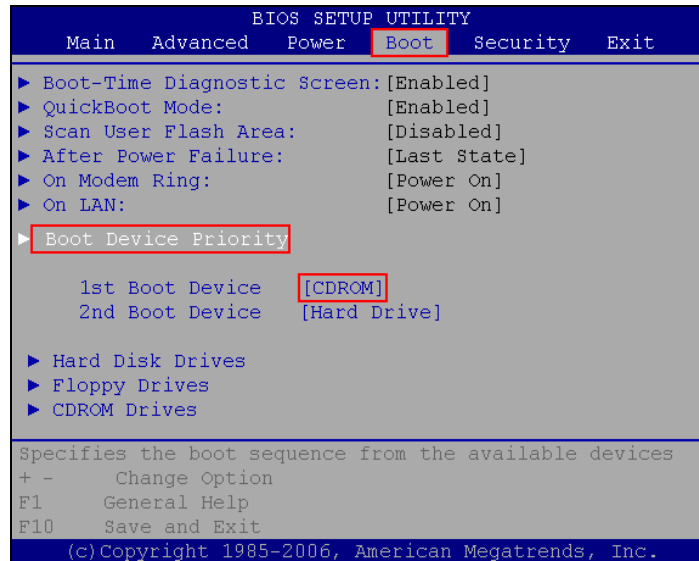 BIOS SETUP UTILITY
Main Advanced Power Boot Security Exit
Boot-Time Diagnostic Screen: [Enabled]
QuickBoot Mode: [Enabled]
Scan User Flash Area: [Disabled]
After Power Failure: [Last State]
On Modem Ring: [Power On]
On LAN: [Power On]
Boot Device Priority
1st Boot Device [CDROM]
2nd Boot Device [Hard Drive]
Hard Disk Drives
Floppy Drives
CDROM Drives
Specifies the boot sequence from the available devices
+ - Change Option
F1 General Help
F10 Save and Exit
(c)Copyright 1985-2006, American Megatrends, Inc.